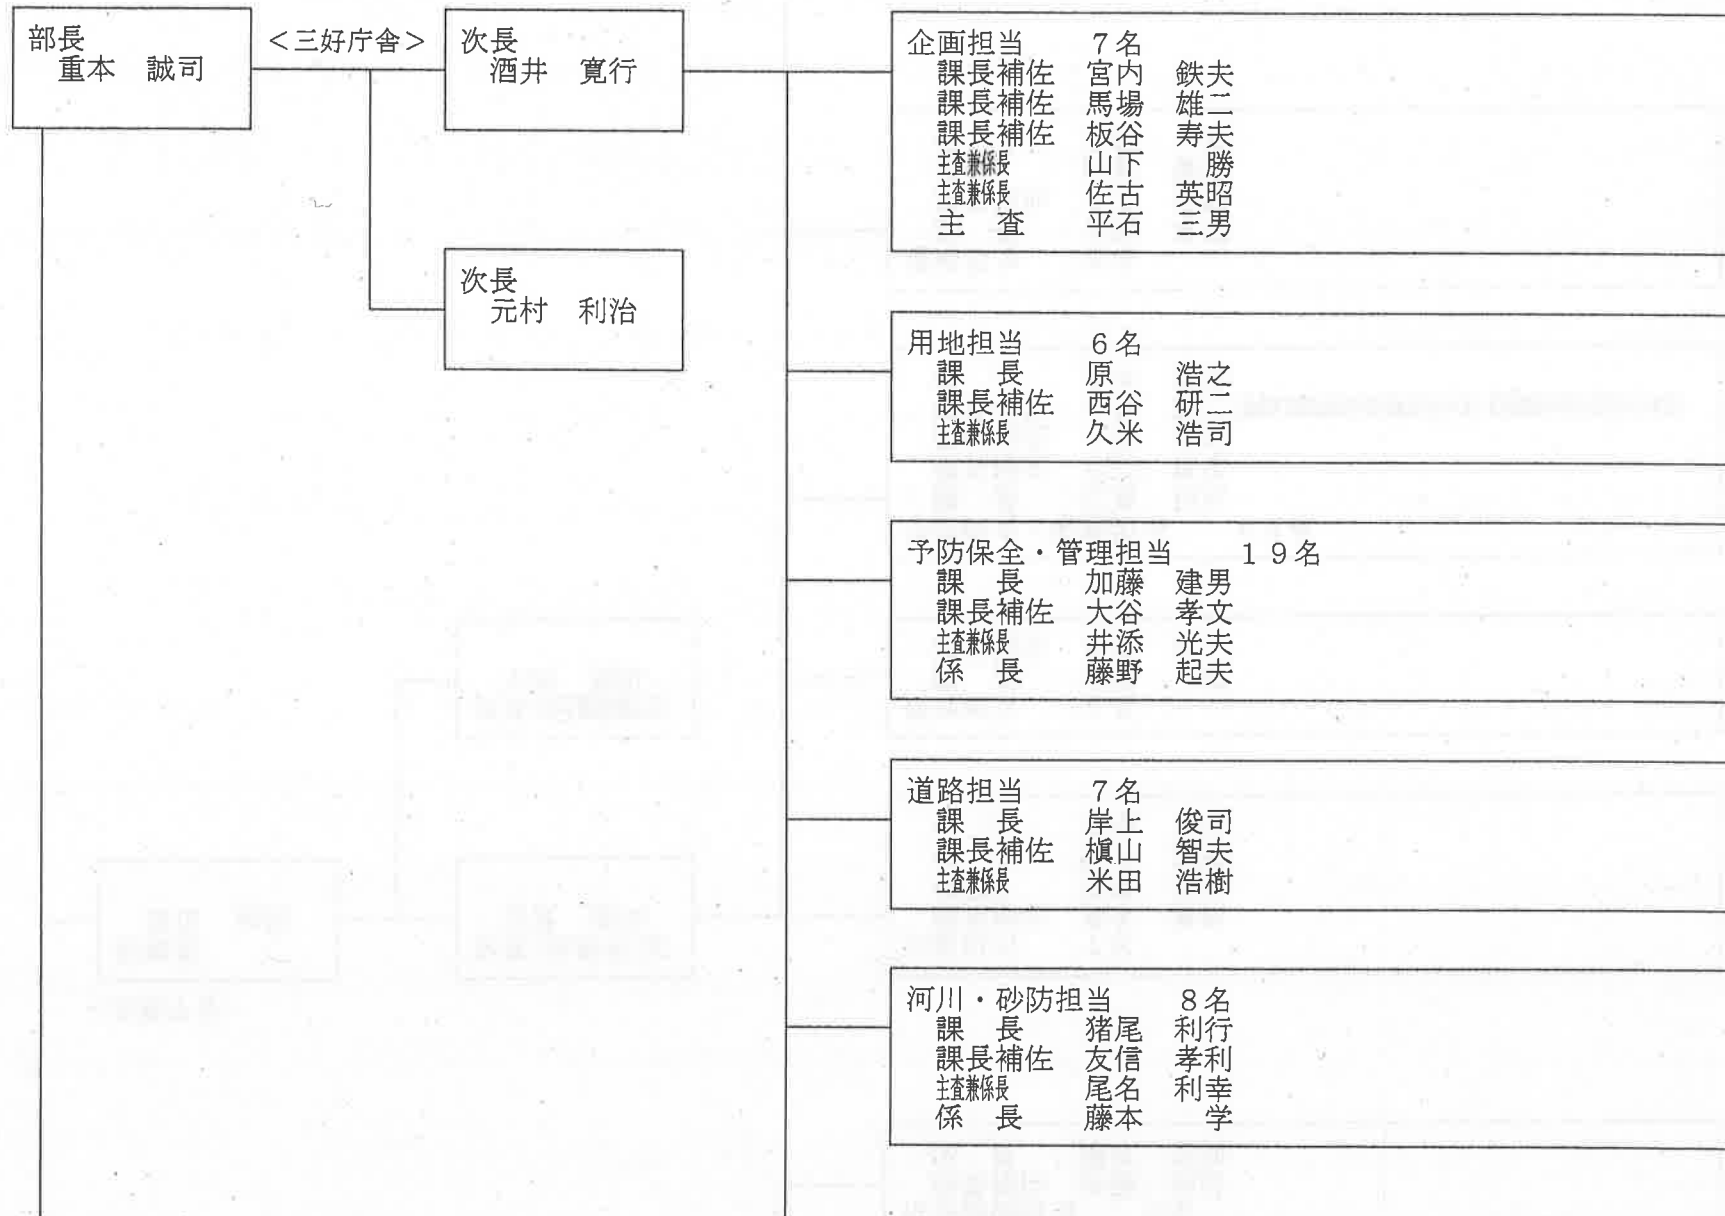 部長
重本　誠司
＜三好庁舎＞
次長
酒井　寛行
次長
元村　利治
企画担当　　7名
課長補佐　宮内　鉄夫
課長補佐　馬場　雄二
課長補佐　板谷　寿夫
主査兼係長　山下　　勝
主査兼係長　佐古　英昭
主　査　平石　三男
用地担当　　6名
課　長　原　　浩之
課長補佐　西谷　研二
主査兼係長　久米　浩司
予防保全・管理担当　　19名
課　長　加藤　建男
課長補佐　大谷　孝文
主査兼係長　井添　光夫
係　長　藤野　起夫
道路担当　　7名
課　長　岸上　俊司
課長補佐　槇山　智夫
主査兼係長　米田　浩樹
河川・砂防担当　　8名
課　長　猪尾　利行
課長補佐　友信　孝利
主査兼係長　尾名　利幸
係　長　藤本　　学